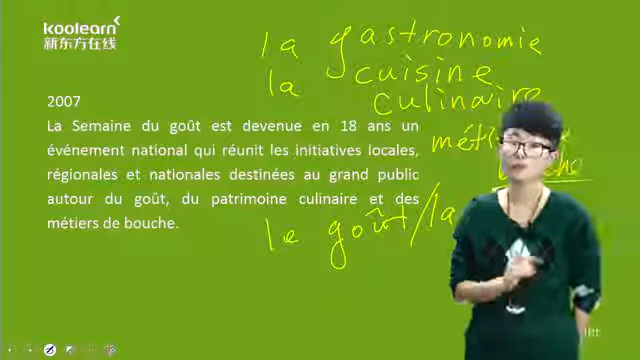 koolearn
新东方在线
la gastronomie
la cuisine
culinaire
2007
La Semaine du goût est devenue en 18 ans un
événement national qui réunit les initiatives locales,
régionales et nationales destinées au grand public
autour du goût, du patrimoine culinaire et des
métiers de bouche.
le goût/la